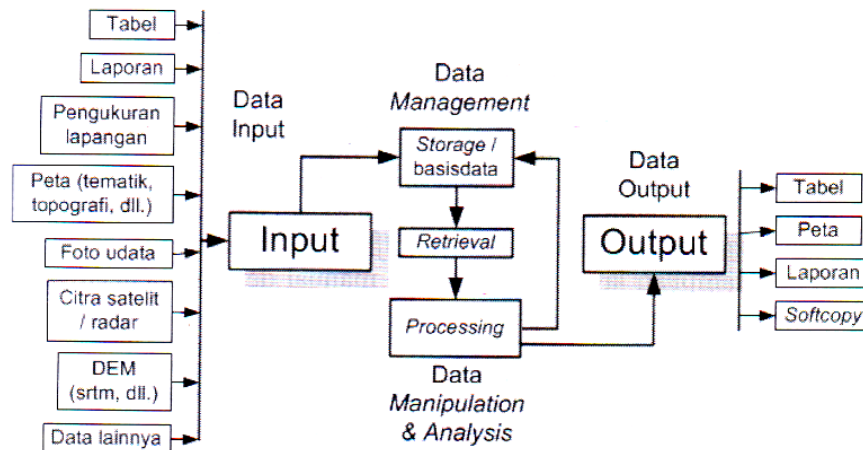 Tabel
Laporan
Pengukuran
lapangan
Peta (tematik,
topografi, dll.)
Foto udata
Citra satelit
/ radar
DEM
(srtm, dll.)
Data lainnya
Data
Input
Input
Data
Management
Storage /
basisdata
Retrieval
Processing
Data
Manipulation
& Analysis
Data
Output
Output
Tabel
Peta
Laporan
Softcopy